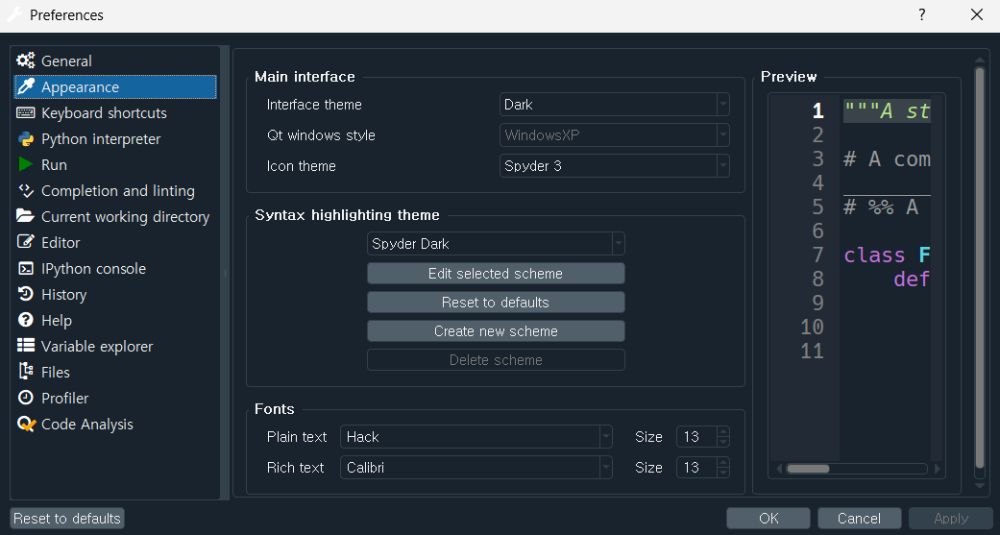 Preferences
?
General
Appearance
Keyboard shortcuts
Python interpreter
Run
Completion and linting
Current working directory
Editor
IPython console
History
Help
Variable explorer
Files
Profiler
Code Analysis
Main interface
Interface theme Dark
Qt windows style WindowsXP
Icon theme Spyder 3
Syntax highlighting theme
Spyder Dark
Edit selected scheme
Reset to defaults
Create new scheme
Delete scheme
Fonts
Plain text Hack Size 13
Rich text Calibri Size 13
Preview
1 """A st
2
3 # A com
4
5 # %% A
6
7 class F
8 def
9
10
11
Reset to defaults
OK Cancel Apply